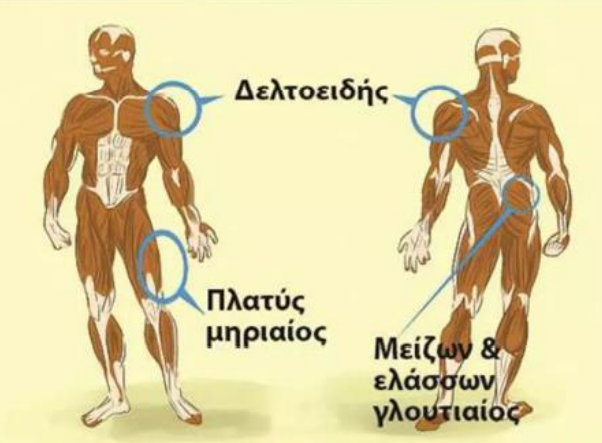 Δελτοειδής
Πλατύς
μηριαίος
Μείζων &
ελάσσων
γλουτιαίος